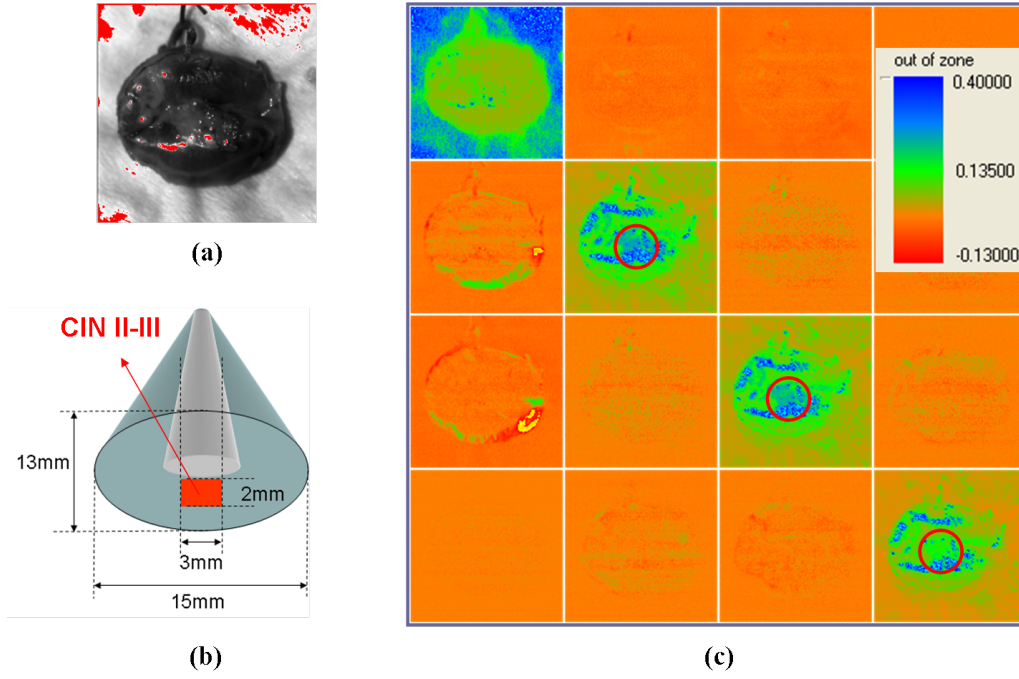 (a)
CIN II-III
13mm
2mm
3mm
15mm
(b)
out of zone
0.40000
0.13500
-0.13000
(c)